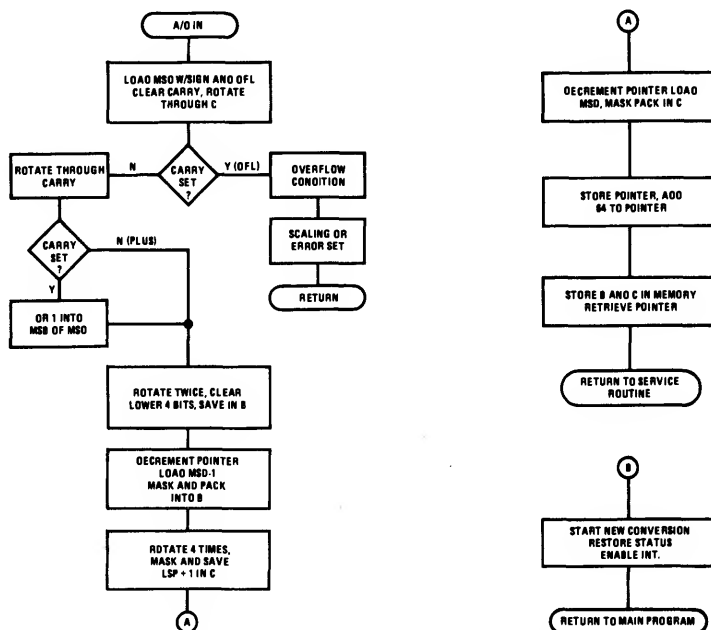 A/D IN
LOAD MSD W/SIGN AND OFL
CLEAR CARRY, ROTATE
THROUGH C
CARRY
SET
?
N
Y (OFL)
ROTATE THROUGH
CARRY
OVERFLOW
CONDITION
SCALING OR
ERROR SET
RETURN
CARRY
SET
?
N (PLUS)
Y
OR 1 INTO
MSB OF MSD
ROTATE TWICE, CLEAR
LOWER 4 BITS, SAVE IN B
DECREMENT POINTER
LOAD MSD-1
MASK AND PACK
INTO B
ROTATE 4 TIMES,
MASK AND SAVE
LSP + 1 IN C
A
A
DECREMENT POINTER LOAD
MSD, MASK PACK IN C
STORE POINTER, ADD
64 TO POINTER
STORE B AND C IN MEMORY
RETRIEVE POINTER
RETURN TO SERVICE
ROUTINE
B
START NEW CONVERSION
RESTORE STATUS
ENABLE INT.
RETURN TO MAIN PROGRAM